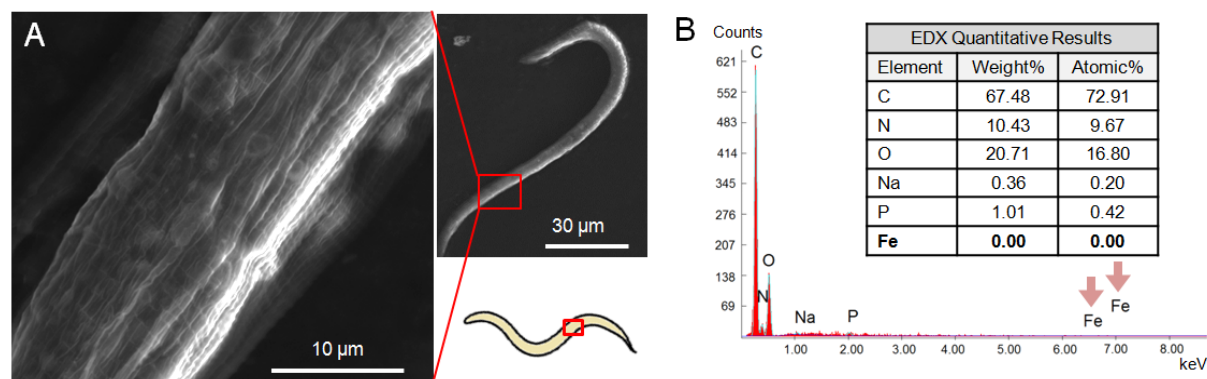 A
10 µm
30 µm
B
Counts
C
621
552
483
414
345
276
207
138
69
O
N
Na
P
Fe
Fe
1.00 2.00 3.00 4.00 5.00 6.00 7.00 8.00
keV
EDX Quantitative Results
Element Weight% Atomic%
C 67.48 72.91
N 10.43 9.67
O 20.71 16.80
Na 0.36 0.20
P 1.01 0.42
Fe 0.00 0.00